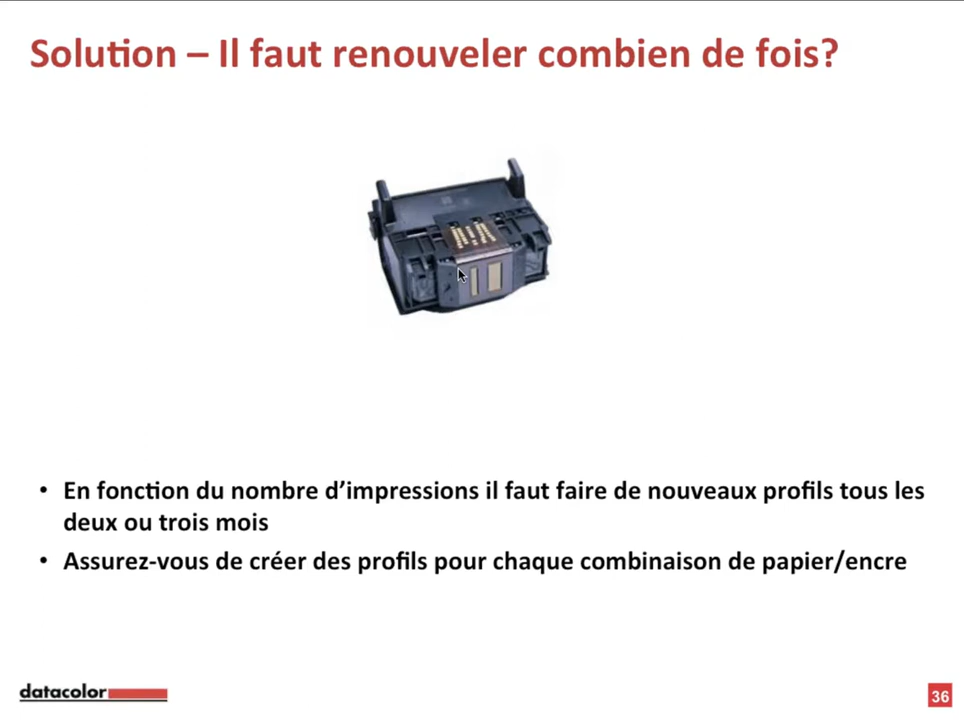 Solution – Il faut renouveler combien de fois?
• En fonction du nombre d’impressions il faut faire de nouveaux profils tous les
deux ou trois mois
• Assurez-vous de créer des profils pour chaque combinaison de papier/encre
datacolor
36